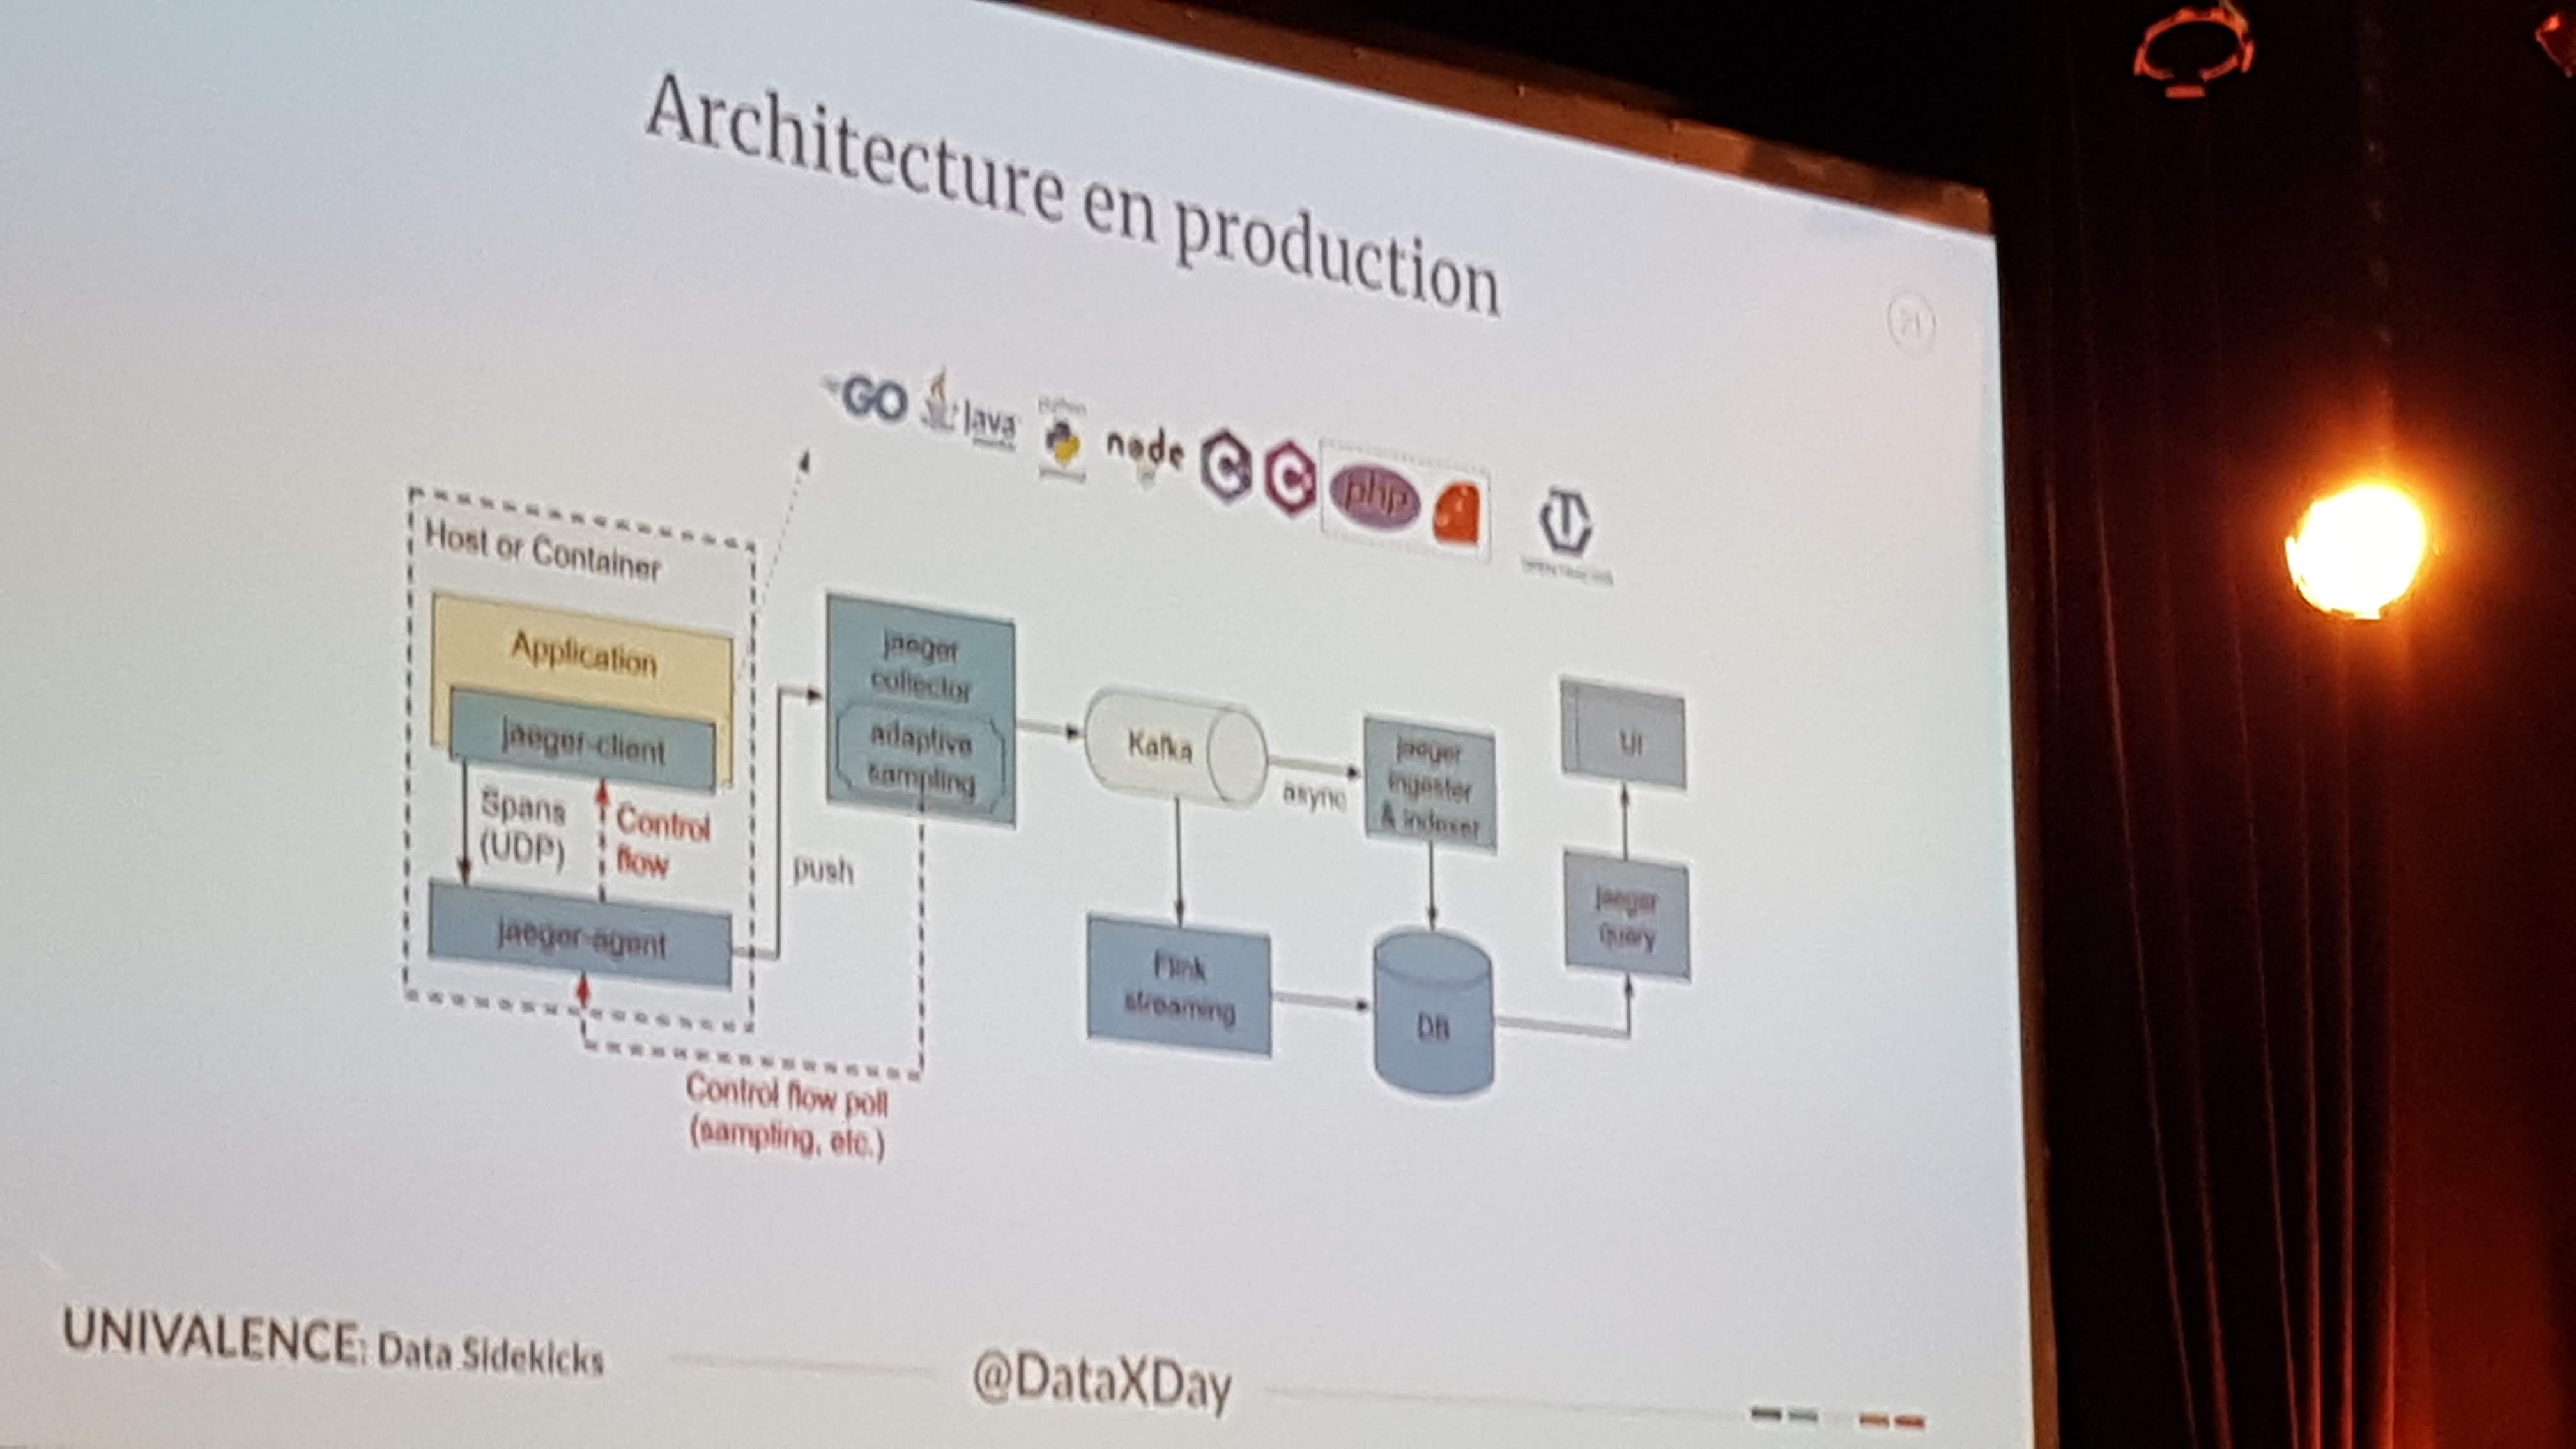 Architecture en production
21
GO
Java
python
node
C
C
php
T
Host or Container
Application
jaeger-client
Spans
(UDP)
Control
flow
jaeger-agent
push
jaeger
collector
adaptive
sampling
Control flow poll
(sampling, etc.)
Kafka
async
jaeger
ingester
& indexer
Flink
streaming
DB
UI
jaeger
query
UNIVALENCE: Data Sidekicks
@DataXDay